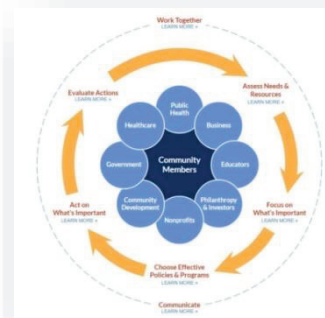 Work Together
LEARN MORE »
Evaluate Actions
LEARN MORE »
Assess Needs &
Resources
LEARN MORE »
Public
Health
Healthcare
Business
Government
Community
Members
Educators
Community
Development
Philanthropy
& Investors
Nonprofits
Act on
What's Important
LEARN MORE »
Focus on
What's Important
LEARN MORE »
Choose Effective
Policies & Programs
LEARN MORE »
Communicate
LEARN MORE »